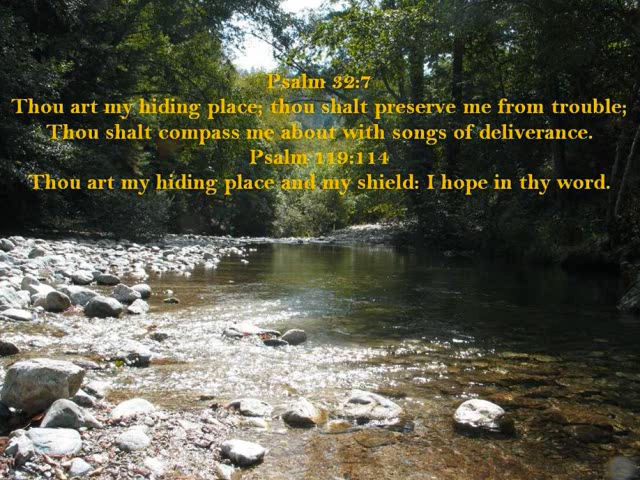 Psalm 32:7
Thou art my hiding place; thou shalt preserve me from trouble;
Thou shalt compass me about with songs of deliverance.
Psalm 119:114
Thou art my hiding place and my shield: I hope in thy word.